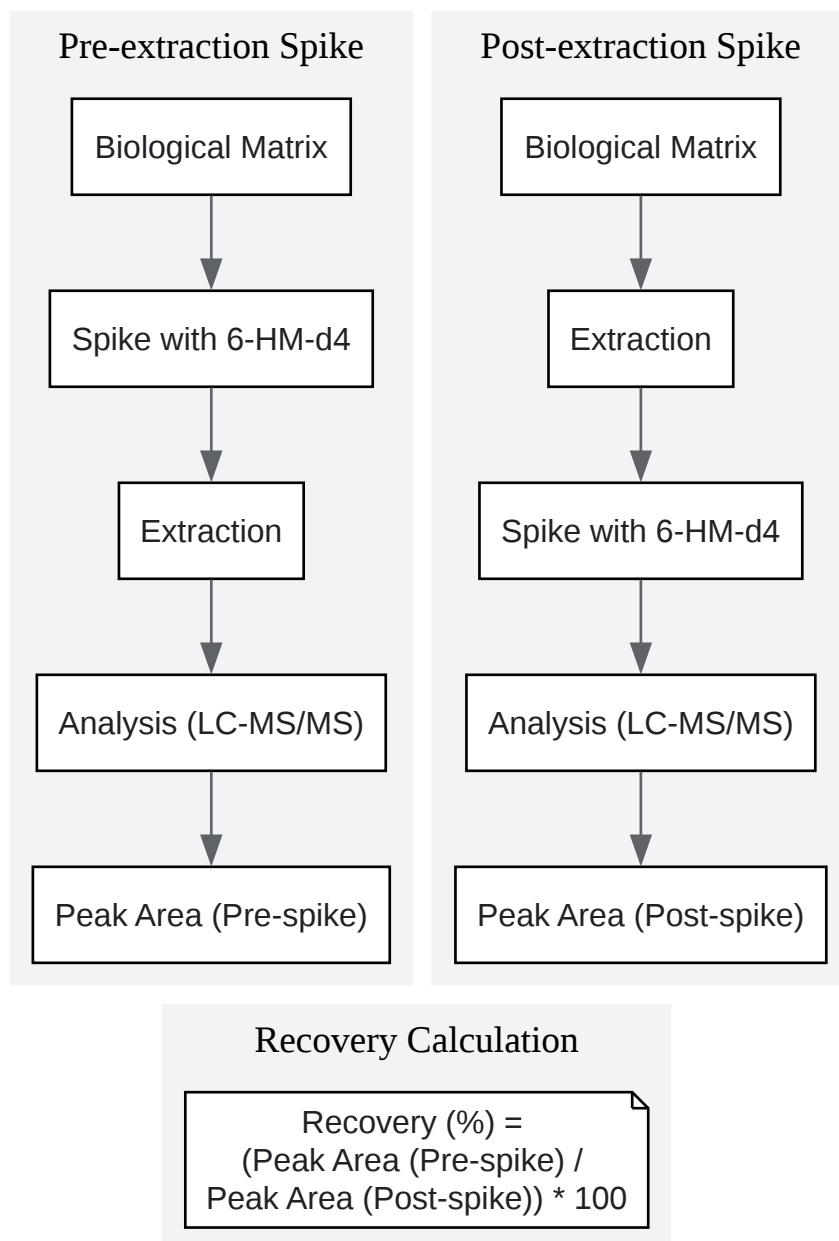 Pre-extraction Spike
Biological Matrix
Spike with 6-HM-d4
Extraction
Analysis (LC-MS/MS)
Peak Area (Pre-spike)
Post-extraction Spike
Biological Matrix
Extraction
Spike with 6-HM-d4
Analysis (LC-MS/MS)
Peak Area (Post-spike)
Recovery Calculation
Recovery (%) =
(Peak Area (Pre-spike) /
Peak Area (Post-spike)) * 100